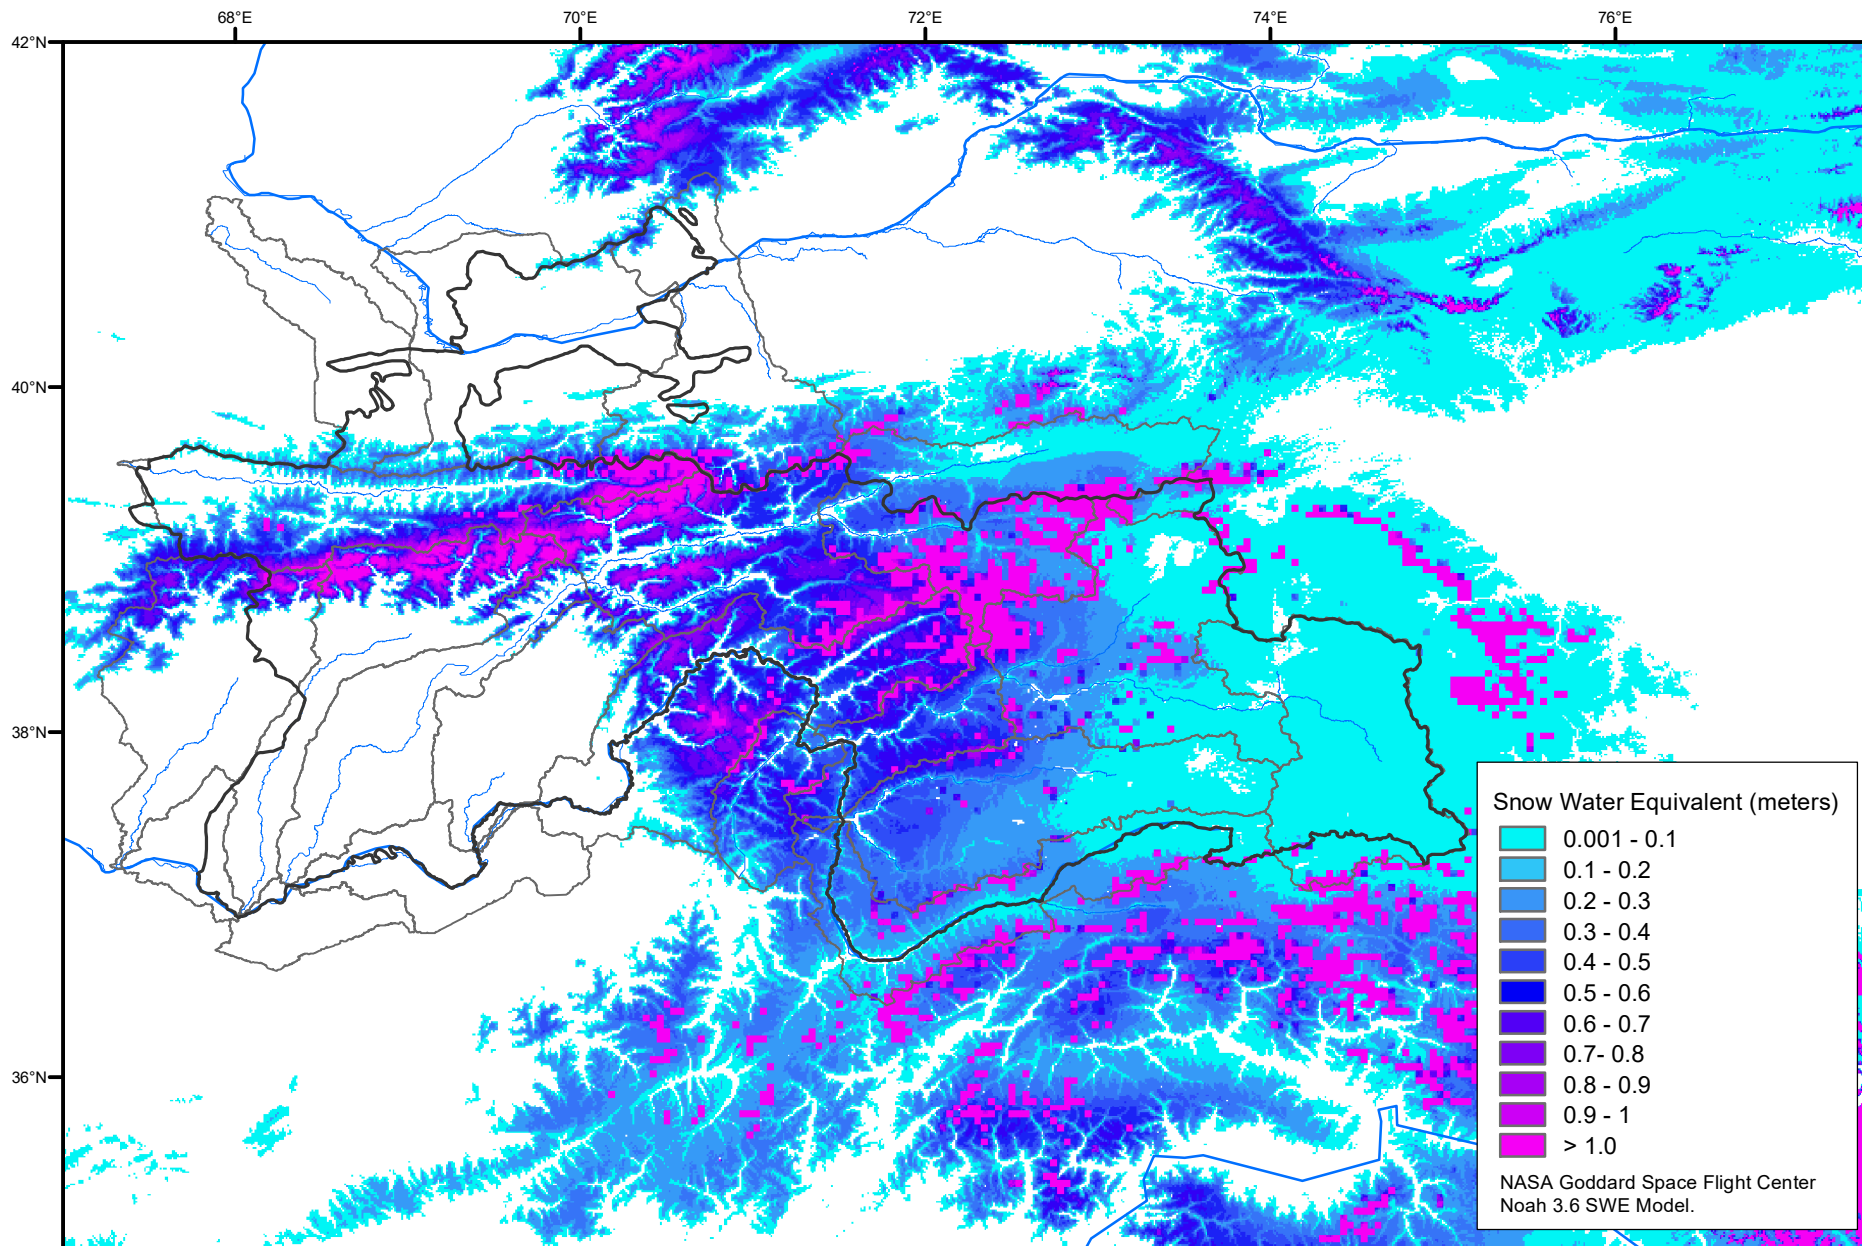 68°E 70°E 72°E 74°E 76°E
42°N
40°N
38°N
36°N
Snow Water Equivalent (meters)
0.001 - 0.1
0.1 - 0.2
0.2 - 0.3
0.3 - 0.4
0.4 - 0.5
0.5 - 0.6
0.6 - 0.7
0.7- 0.8
0.8 - 0.9
0.9 - 1
> 1.0
NASA Goddard Space Flight Center
Noah 3.6 SWE Model.